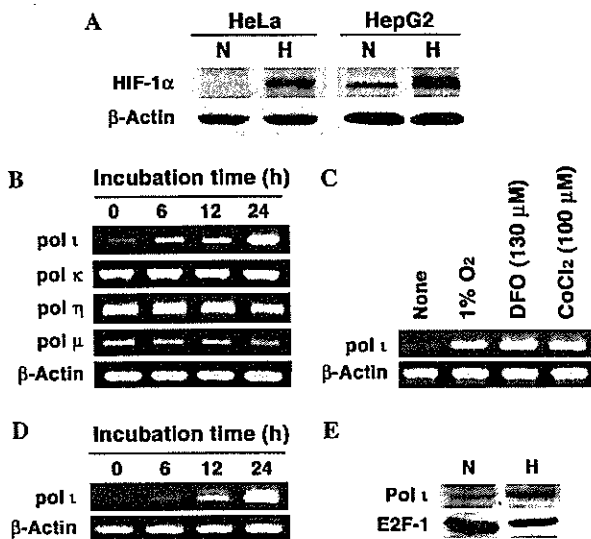 A
HeLa HepG2
N H N H
HIF-1α
β-Actin
B
Incubation time (h)
0 6 12 24
pol ι
pol κ
pol η
pol μ
β-Actin
C
None 1% O₂ DFO (130 μM) CoCl₂ (100 μM)
pol ι
β-Actin
D
Incubation time (h)
0 6 12 24
pol ι
β-Actin
E
N H
Pol ι
E2F-1